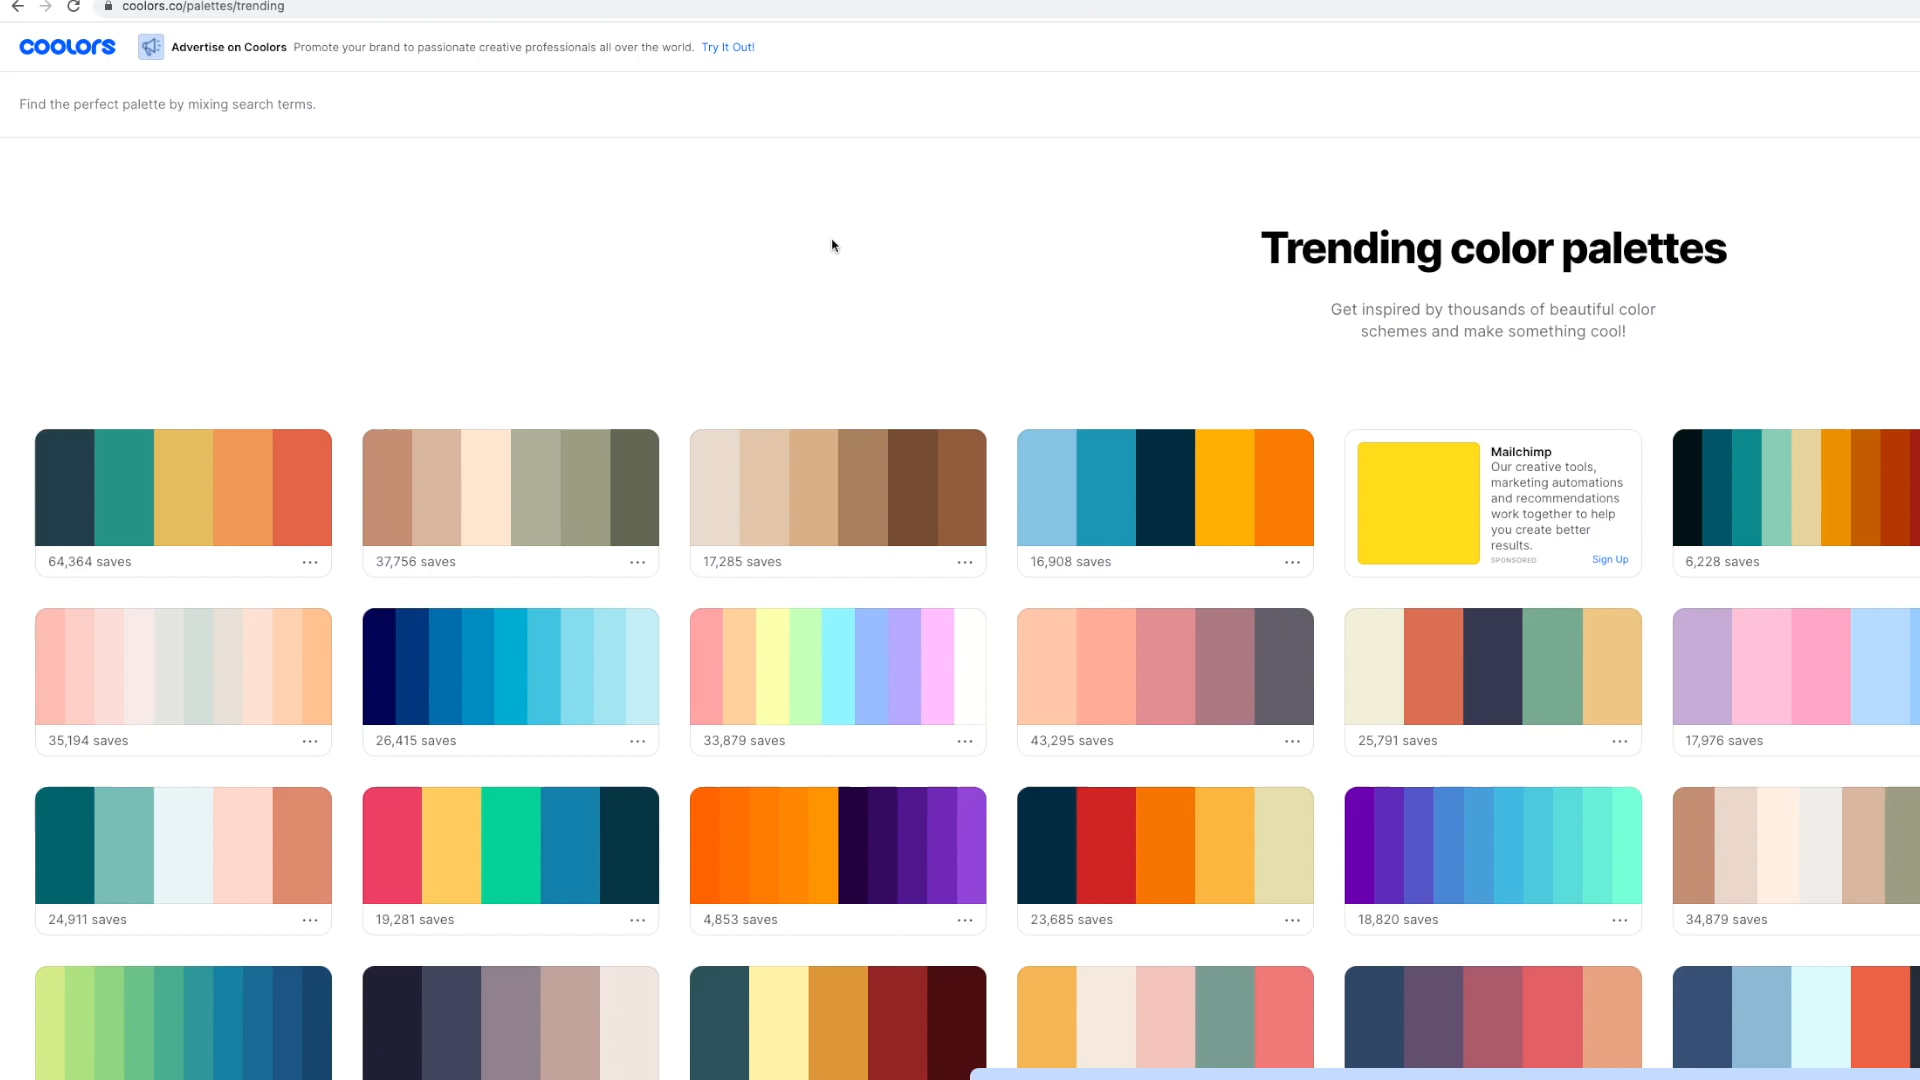 coolors.co/palettes/trending
coolors
Advertise on Coolors Promote your brand to passionate creative professionals all over the world. Try It Out!
Find the perfect palette by mixing search terms.
Trending color palettes
Get inspired by thousands of beautiful color
schemes and make something cool!
64,364 saves
37,756 saves
17,285 saves
16,908 saves
Mailchimp
Our creative tools,
marketing automations
and recommendations
work together to help
you create better
results.
SPONSORED
Sign Up
6,228 saves
35,194 saves
26,415 saves
33,879 saves
43,295 saves
25,791 saves
17,976 saves
24,911 saves
19,281 saves
4,853 saves
23,685 saves
18,820 saves
34,879 saves